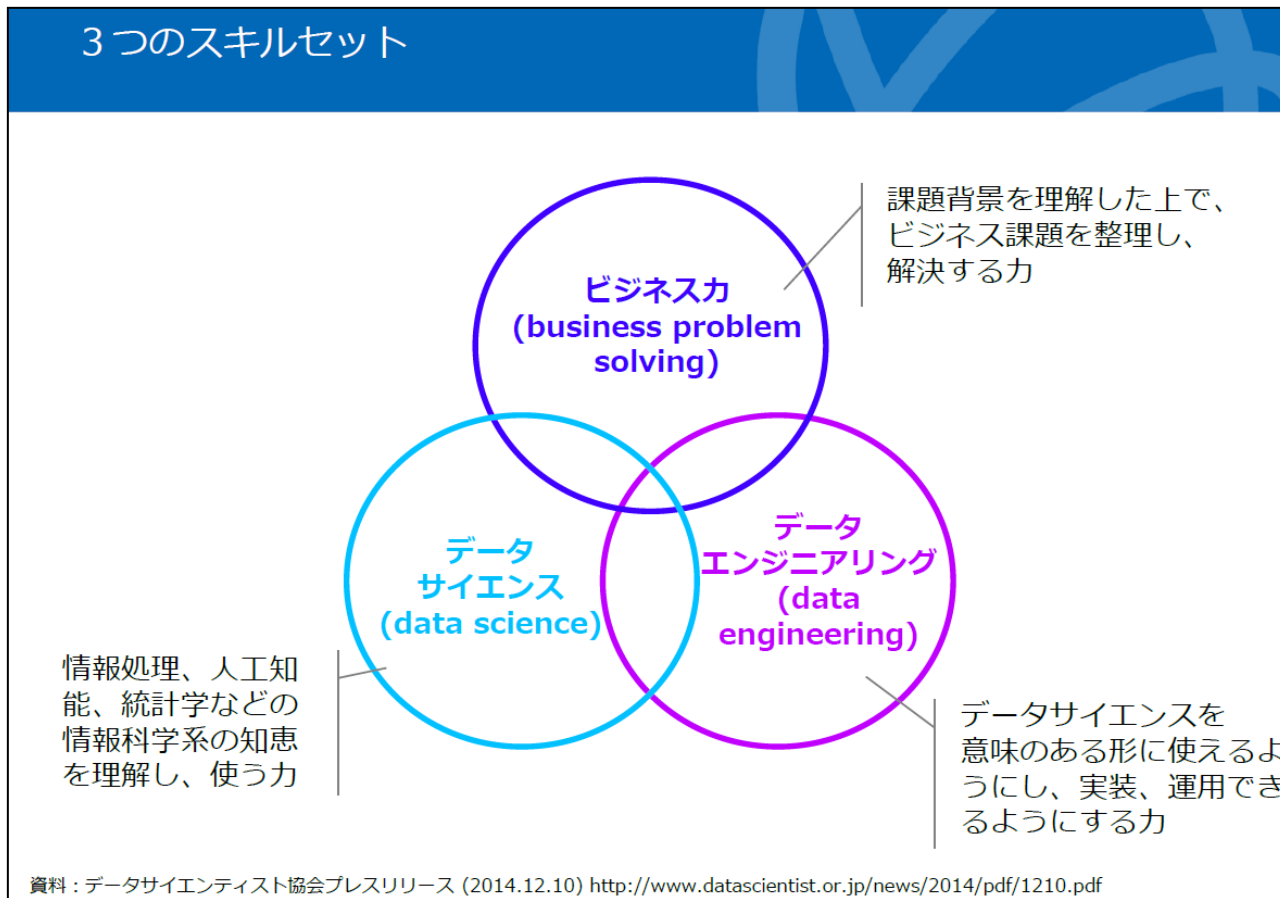 ３つのスキルセット
課題背景を理解した上で、
ビジネス課題を整理し、
解決する力
ビジネス力
(business problem
solving)
データ
サイエンス
(data science)
データ
エンジニアリング
(data
engineering)
情報処理、人工知
能、統計学などの
情報科学系の知恵
を理解し、使う力
データサイエンスを
意味のある形に使えるよ
うにし、実装、運用でき
るようにする力
資料：データサイエンティスト協会プレスリリース (2014.12.10) http://www.datascientist.or.jp/news/2014/pdf/1210.pdf